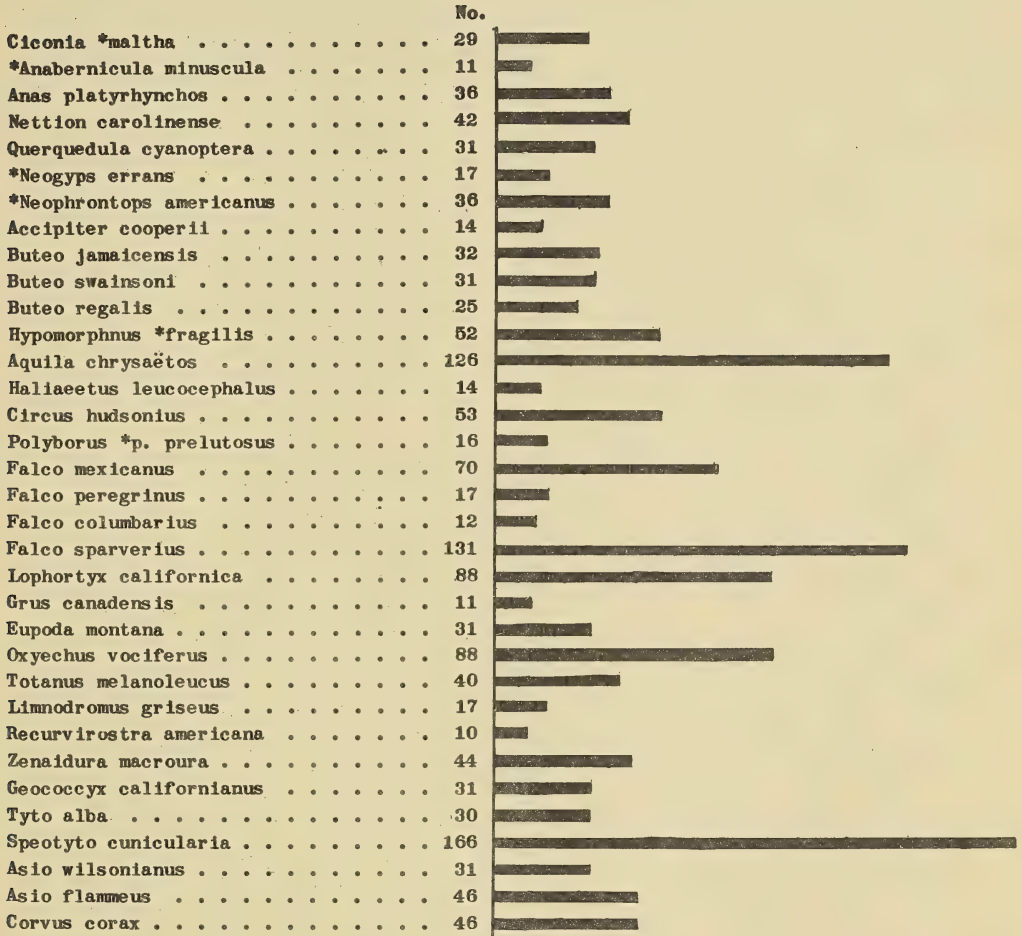 No.
Ciconia *maltha . . . . . . . . . . . 29
*Anabernicula minuscula . . . . . . . 11
Anas platyrhynchos . . . . . . . . . . 36
Nettion carolinense . . . . . . . . . 42
Querquedula cyanoptera . . . . . . . . 31
*Neogyps errans . . . . . . . . . . . 17
*Neophrontops americanus . . . . . . . 36
Accipiter cooperii . . . . . . . . . . 14
Buteo jamaicensis . . . . . . . . . . 32
Buteo swainsoni . . . . . . . . . . . 31
Buteo regalis . . . . . . . . . . . . 25
Hypomorphnus *fragilis . . . . . . . . 52
Aquila chrysaëtos . . . . . . . . . . 126
Haliaeetus leucocephalus . . . . . . . 14
Circus hudsonius . . . . . . . . . . . 53
Polyborus *p. prelutosus . . . . . . . 16
Falco mexicanus . . . . . . . . . . . 70
Falco peregrinus . . . . . . . . . . . 17
Falco columbarius . . . . . . . . . . 12
Falco sparverius . . . . . . . . . . . 131
Lophortyx californica . . . . . . . . 88
Grus canadensis . . . . . . . . . . . 11
Eupoda montana . . . . . . . . . . . . 31
Oxyechus vociferus . . . . . . . . . . 88
Totanus melanoleucus . . . . . . . . . 40
Limnodromus griseus . . . . . . . . . 17
Recurvirostra americana . . . . . . . 10
Zenaidura macroura . . . . . . . . . . 44
Geococcyx californianus . . . . . . . 31
Tyto alba . . . . . . . . . . . . . . 30
Speotyto cunicularia . . . . . . . . . 166
Asio wilsonianus . . . . . . . . . . . 31
Asio flammeus . . . . . . . . . . . . 46
Corvus corax . . . . . . . . . . . . . 46